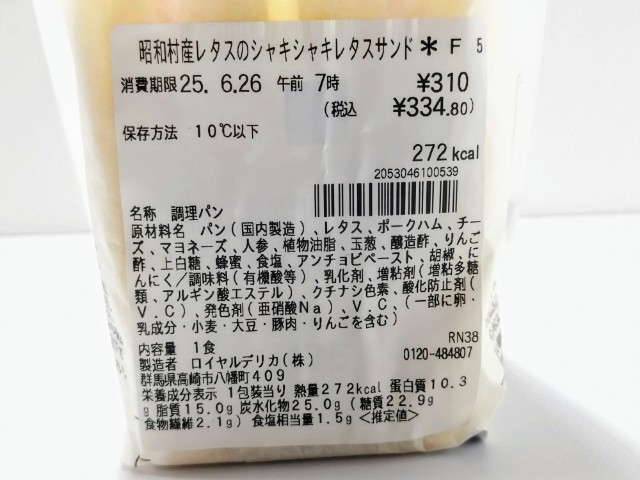 昭和村産レタスのシャキシャキレタスサンド * F 5
消費期限25. 6.26 午前 7時 ¥310
(税込 ¥334.80)
保存方法 10℃以下
272kcal
2053046100539
名称 調理パン
原材料名 パン(国内製造)、レタス、ポークハム、チー
ズ、マヨネーズ、人参、植物油脂、玉葱、醸造酢、りんご
酢、上白糖、蜂蜜、食塩、アンチョビペースト、胡椒、に
んにく/調味料(有機酸等)、乳化剤、増粘剤(増粘多糖
類、アルギン酸エステル)、クチナシ色素、酸化防止剤(
V.C)、発色剤(亜硝酸Na)、V.C、(一部に卵・
乳成分・小麦・大豆・豚肉・りんごを含む)
内容量 1食 RN38
製造者 ロイヤルデリカ(株) 0120-484807
群馬県高崎市八幡町409
栄養成分表示 1包装当り 熱量272kcal 蛋白質10.3
g 脂質15.0g 炭水化物25.0g(糖質22.9g
食物繊維2.1g) 食塩相当量1.5g<推定値>